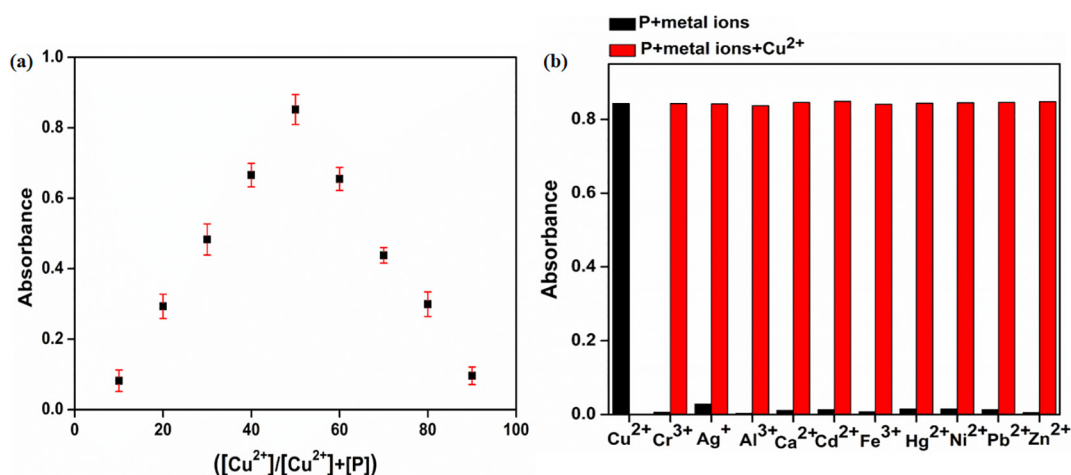 (a)
1.0
0.8
0.6
0.4
0.2
0.0
Absorbance
0 20 40 60 80 100
([Cu²⁺]/[Cu²⁺]+[P])
P+metal ions
P+metal ions+Cu²⁺
(b)
0.8
0.6
0.4
0.2
0.0
Absorbance
Cu²⁺ Cr³⁺ Ag⁺ Al³⁺ Ca²⁺ Cd²⁺ Fe³⁺ Hg²⁺ Ni²⁺ Pb²⁺ Zn²⁺